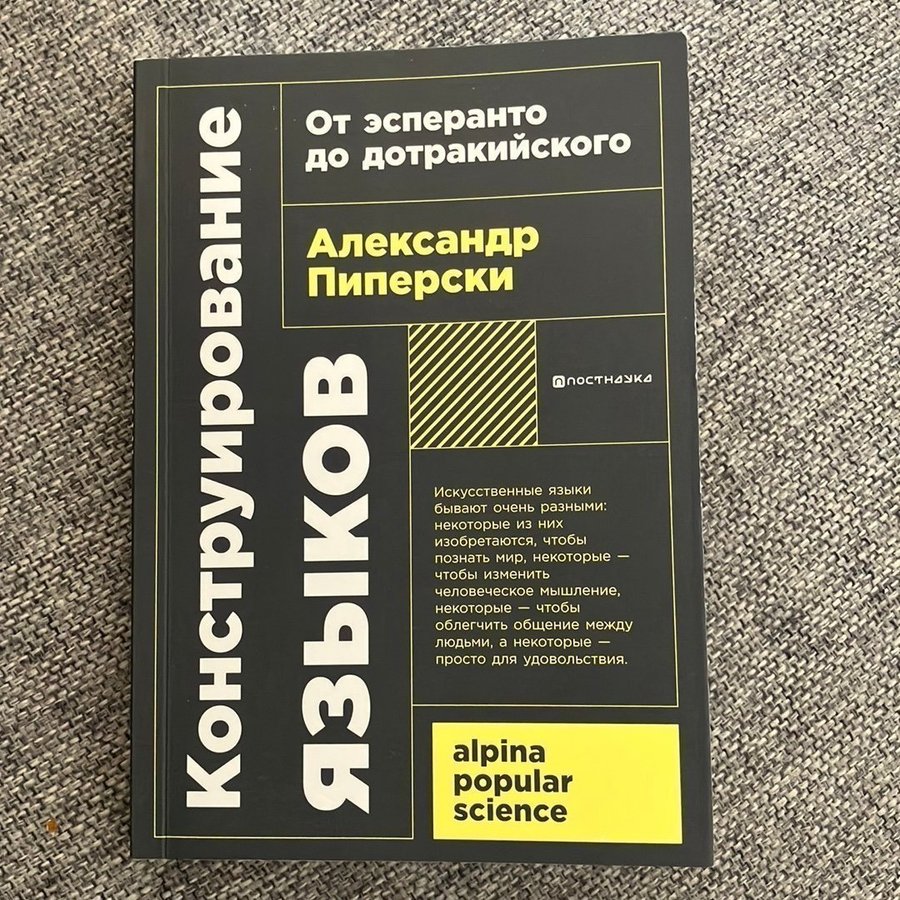 Конструирование
языков
От эсперанто
до дотракийского
Александр
Пиперски
ПОСТНАУКА
Искусственные языки
бывают очень разными:
некоторые из них
изобретаются, чтобы
познать мир, некоторые —
чтобы изменить
человеческое мышление,
некоторые — чтобы
облегчить общение между
людьми, а некоторые —
просто для удовольствия.
alpina
popular
science